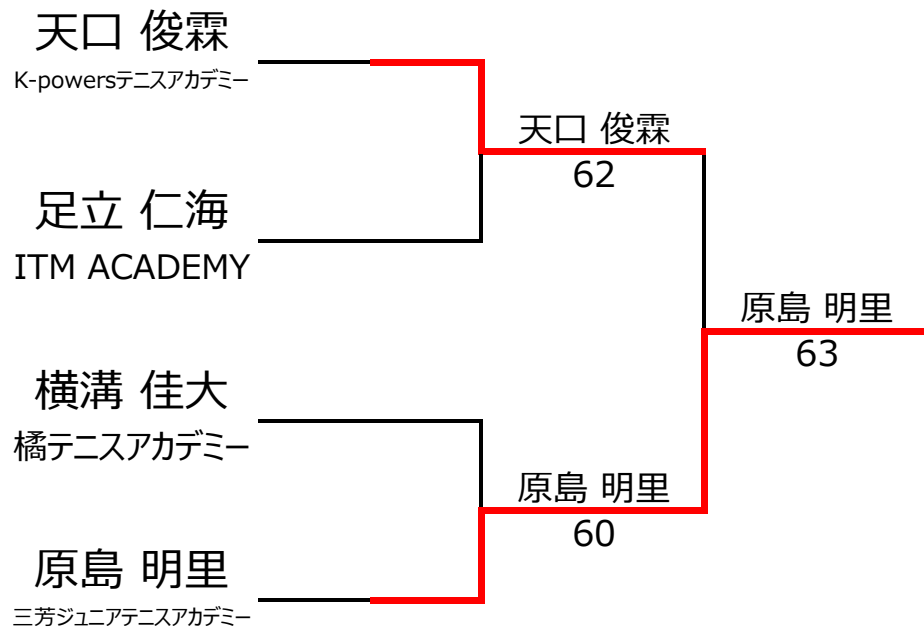 天口 俊霖
K-powersテニスアカデミー
天口 俊霖
62
足立 仁海
ITM ACADEMY
原島 明里
63
横溝 佳大
橘テニスアカデミー
原島 明里
60
原島 明里
三芳ジュニアテニスアカデミー